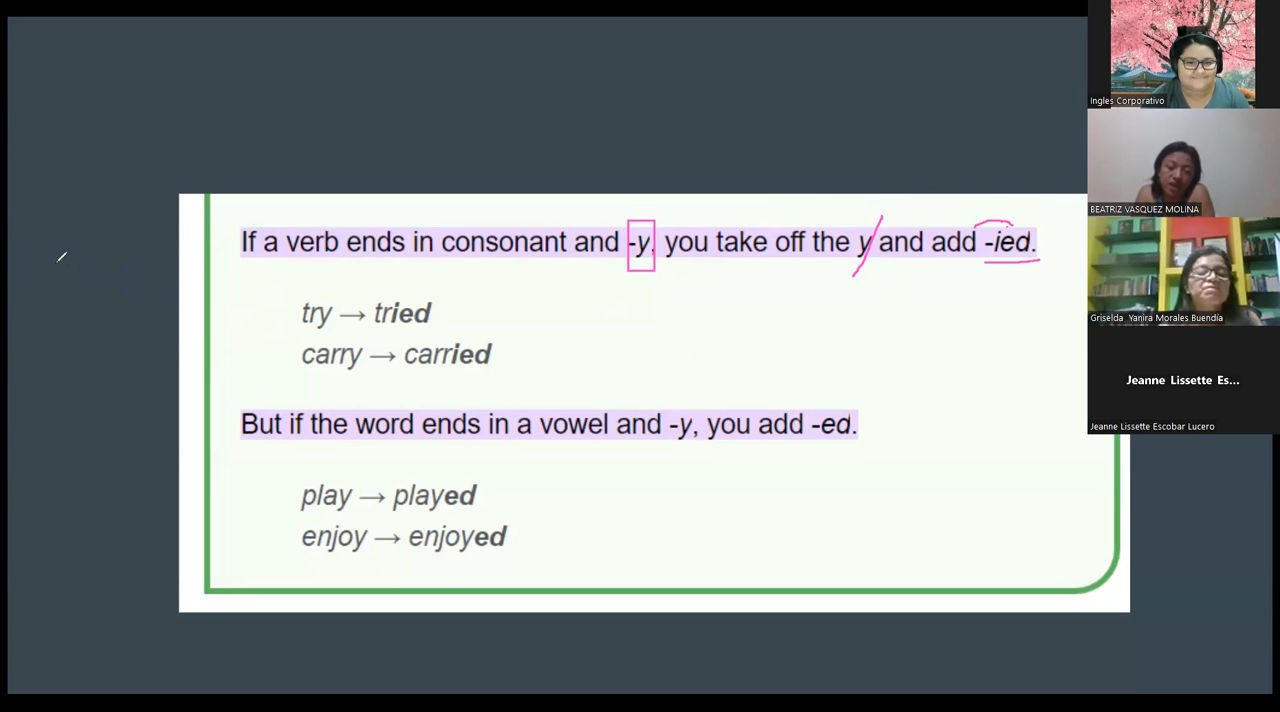 If a verb ends in consonant and -y, you take off the y and add -ied.
try → tried
carry → carried
But if the word ends in a vowel and -y, you add -ed.
play → played
enjoy → enjoyed
Ingles Corporativo
BEATRIZ VASQUEZ MOLINA
Griselda Yanira Morales Buendía
Jeanne Lissette Es...
Jeanne Lissette Escobar Lucero